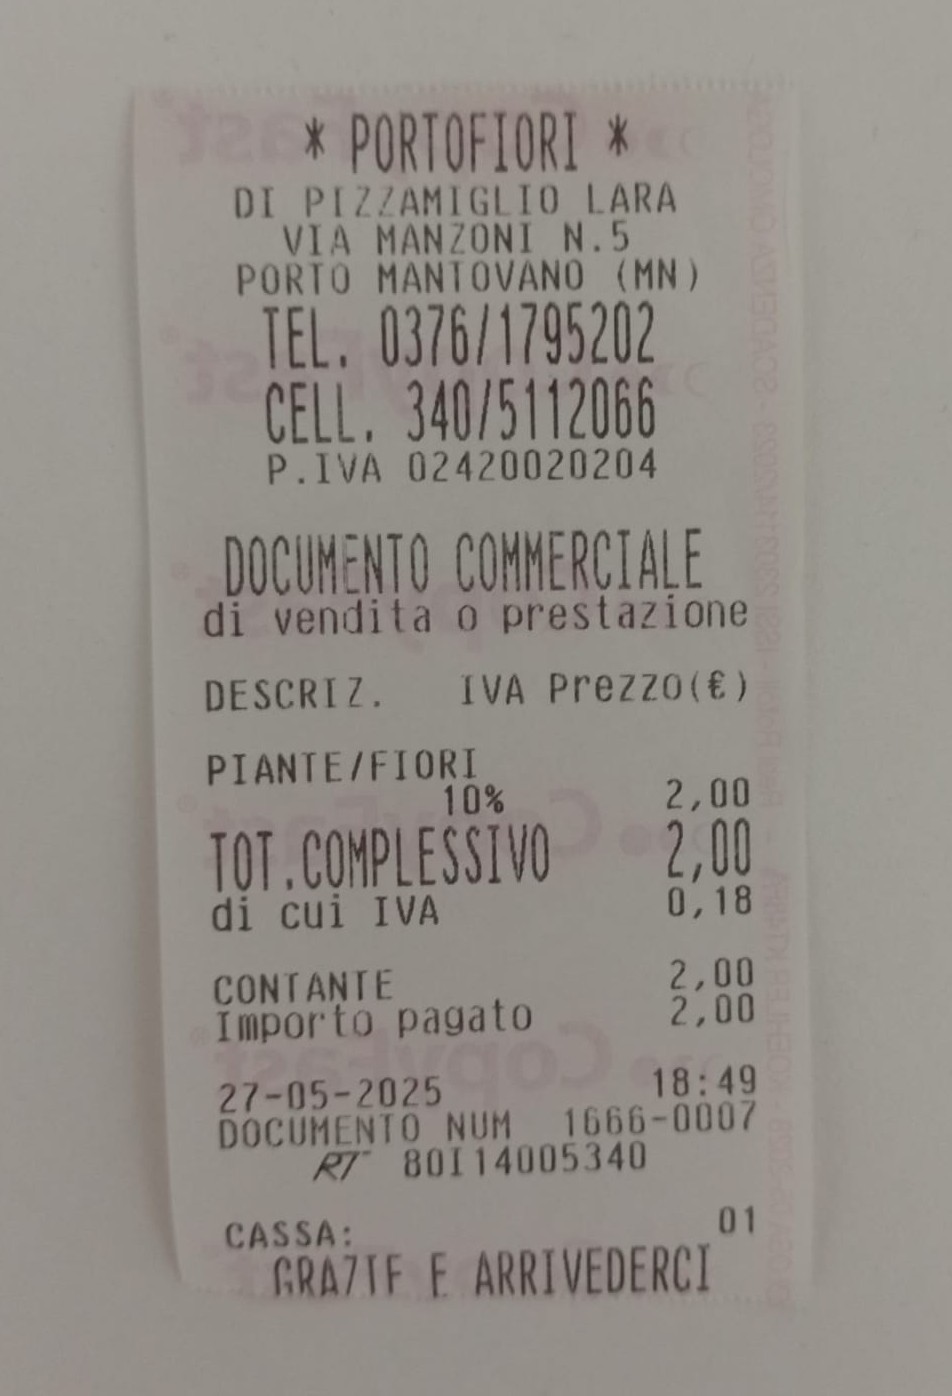 * PORTOFIORI *
DI PIZZAMIGLIO LARA
VIA MANZONI N.5
PORTO MANTOVANO (MN)
TEL. 0376/1795202
CELL. 340/5112066
P.IVA 02420020204
DOCUMENTO COMMERCIALE
di vendita o prestazione
DESCRIZ. IVA Prezzo(€)
PIANTE/FIORI
10% 2,00
TOT.COMPLESSIVO 2,00
di cui IVA 0,18
CONTANTE 2,00
Importo pagato 2,00
27-05-2025 18:49
DOCUMENTO NUM 1666-0007
RT 80I14005340
CASSA: 01
GRAZIE E ARRIVEDERCI